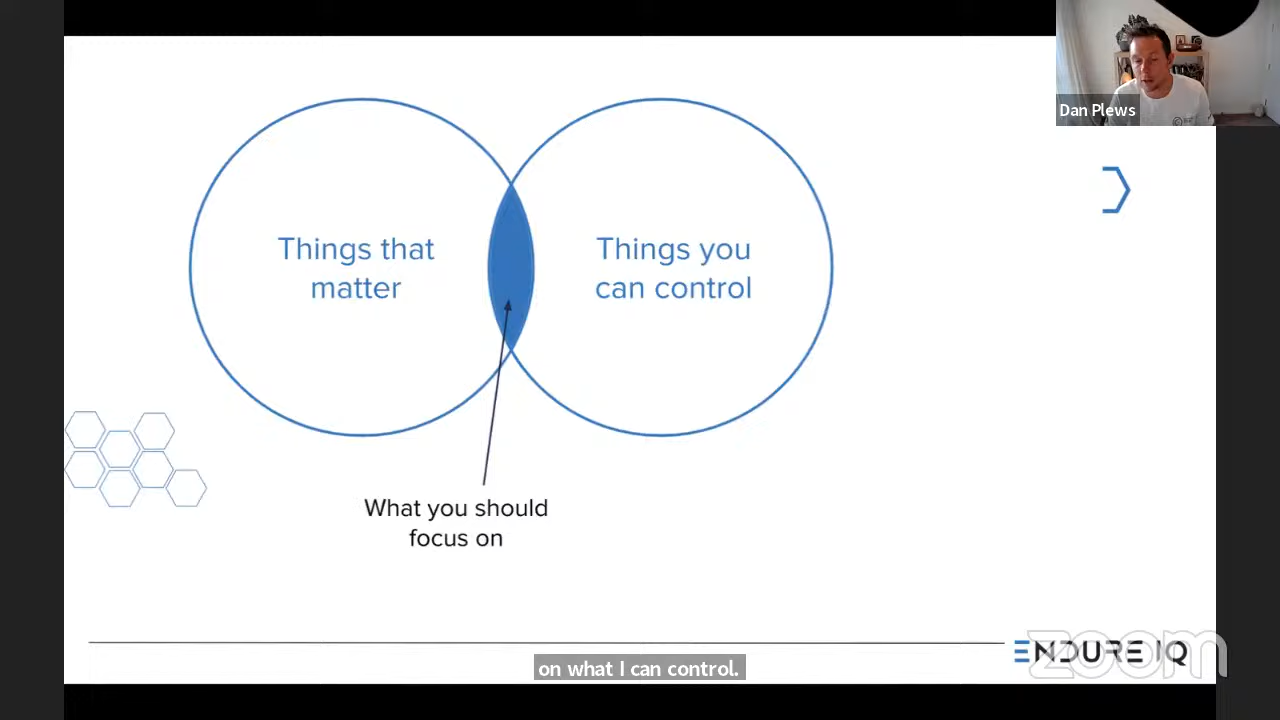 Dan Plews
Things that
matter
Things you
can control
What you should
focus on
ENDURE IQ
zoom
on what I can control.